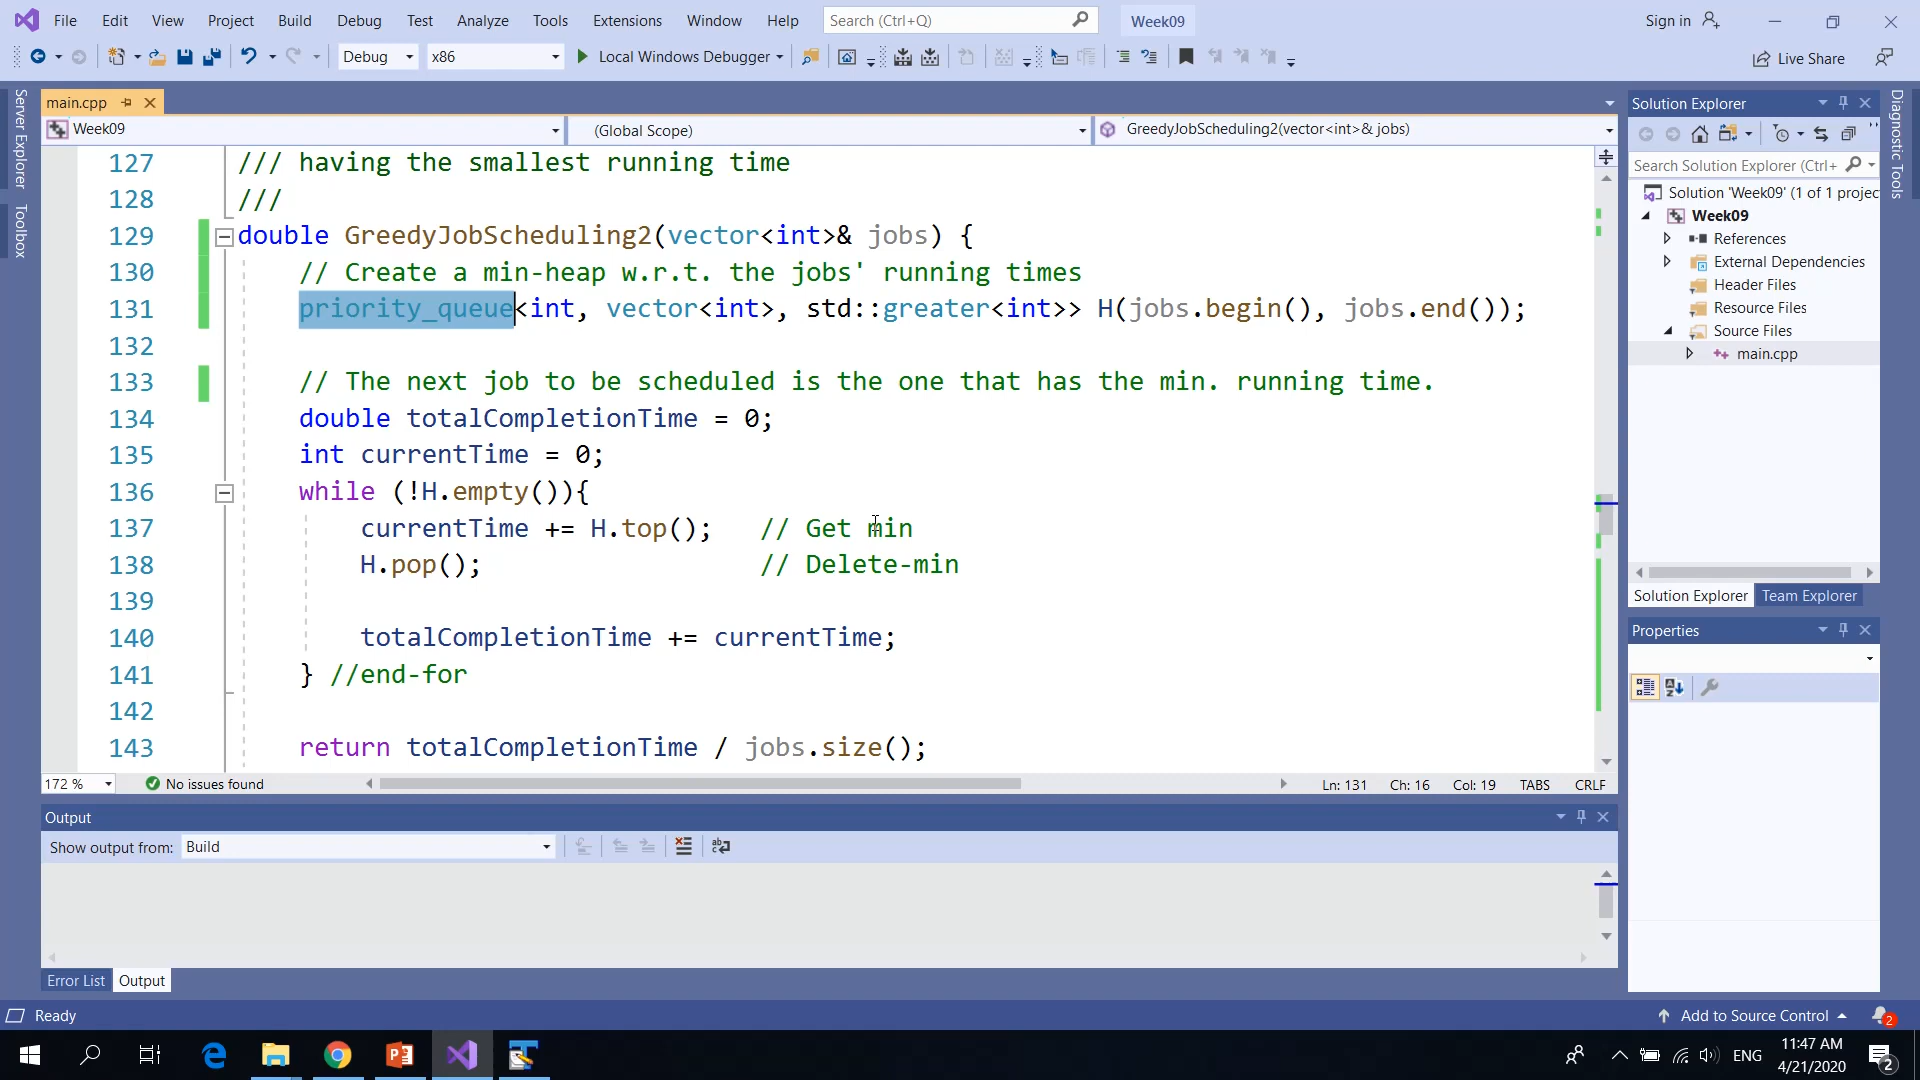 File Edit View Project Build Debug Test Analyze Tools Extensions Window Help Search (Ctrl+Q) Week09 Sign in
Debug x86 Local Windows Debugger Live Share
Server Explorer
Toolbox
main.cpp
Week09 (Global Scope) GreedyJobScheduling2(vector<int>& jobs)
127 /// having the smallest running time
128 ///
129 double GreedyJobScheduling2(vector<int>& jobs) {
130 // Create a min-heap w.r.t. the jobs' running times
131 priority_queue<int, vector<int>, std::greater<int>> H(jobs.begin(), jobs.end());
132
133 // The next job to be scheduled is the one that has the min. running time.
134 double totalCompletionTime = 0;
135 int currentTime = 0;
136 while (!H.empty()){
137 currentTime += H.top(); // Get min
138 H.pop(); // Delete-min
139
140 totalCompletionTime += currentTime;
141 } //end-for
142
143 return totalCompletionTime / jobs.size();
172 % No issues found Ln: 131 Ch: 16 Col: 19 TABS CRLF
Output
Show output from: Build
Error List Output
Solution Explorer
Search Solution Explorer (Ctrl+
Solution 'Week09' (1 of 1 projec
Week09
References
External Dependencies
Header Files
Resource Files
Source Files
main.cpp
Solution Explorer Team Explorer
Properties
Diagnostic Tools
Ready Add to Source Control 2
ENG 11:47 AM
4/21/2020 2